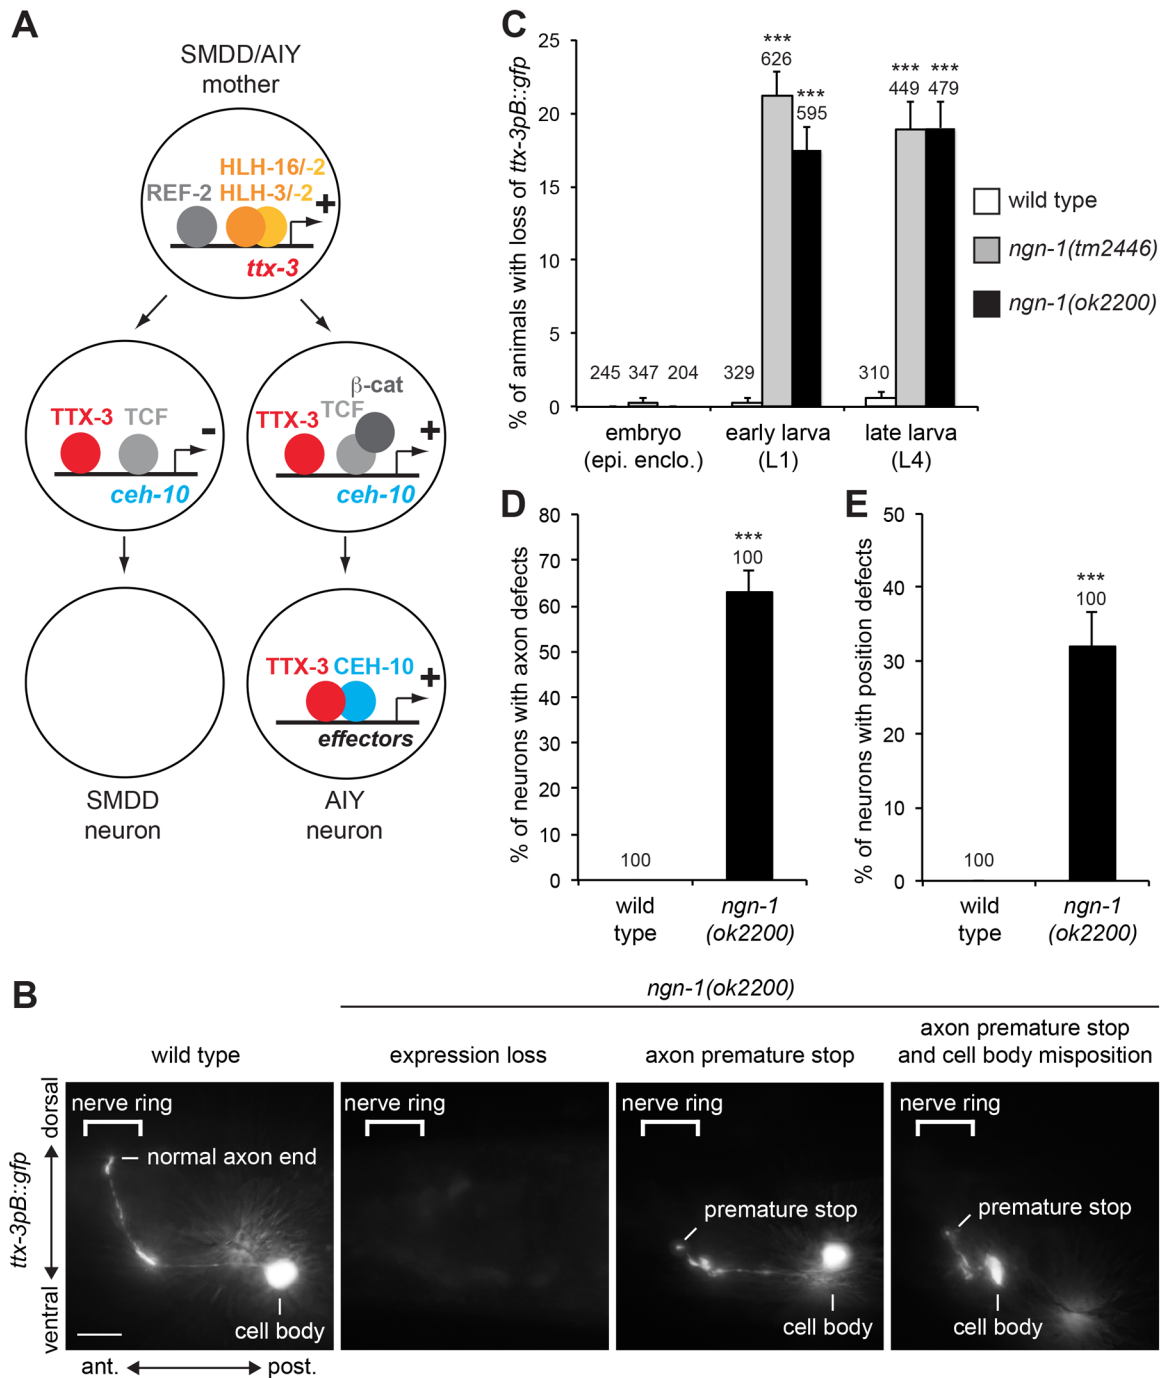 A
SMDD/AIY
mother
HLH-16/-2
REF-2 HLH-3/-2
+
ttx-3
TTX-3 TCF
-
ceh-10
β-cat
TTX-3 TCF
+
ceh-10
TTX-3 CEH-10
+
effectors
SMDD
neuron
AIY
neuron
C
% of animals with loss of ttx-3pB::gfp
25
20
15
10
5
0
245 347 204
329
***
626
***
595
310
***
449
***
479
embryo
(epi. enclo.)
early larva
(L1)
late larva
(L4)
wild type
ngn-1(tm2446)
ngn-1(ok2200)
D
% of neurons with axon defects
80
70
60
50
40
30
20
10
0
100
***
100
wild
type
ngn-1
(ok2200)
E
% of neurons with position defects
50
40
30
20
10
0
100
***
100
wild
type
ngn-1
(ok2200)
B
ngn-1(ok2200)
wild type
expression loss
axon premature stop
axon premature stop
and cell body misposition
ttx-3pB::gfp
dorsal
ventral
nerve ring
normal axon end
cell body
nerve ring
nerve ring
premature stop
cell body
nerve ring
premature stop
cell body
ant.
post.